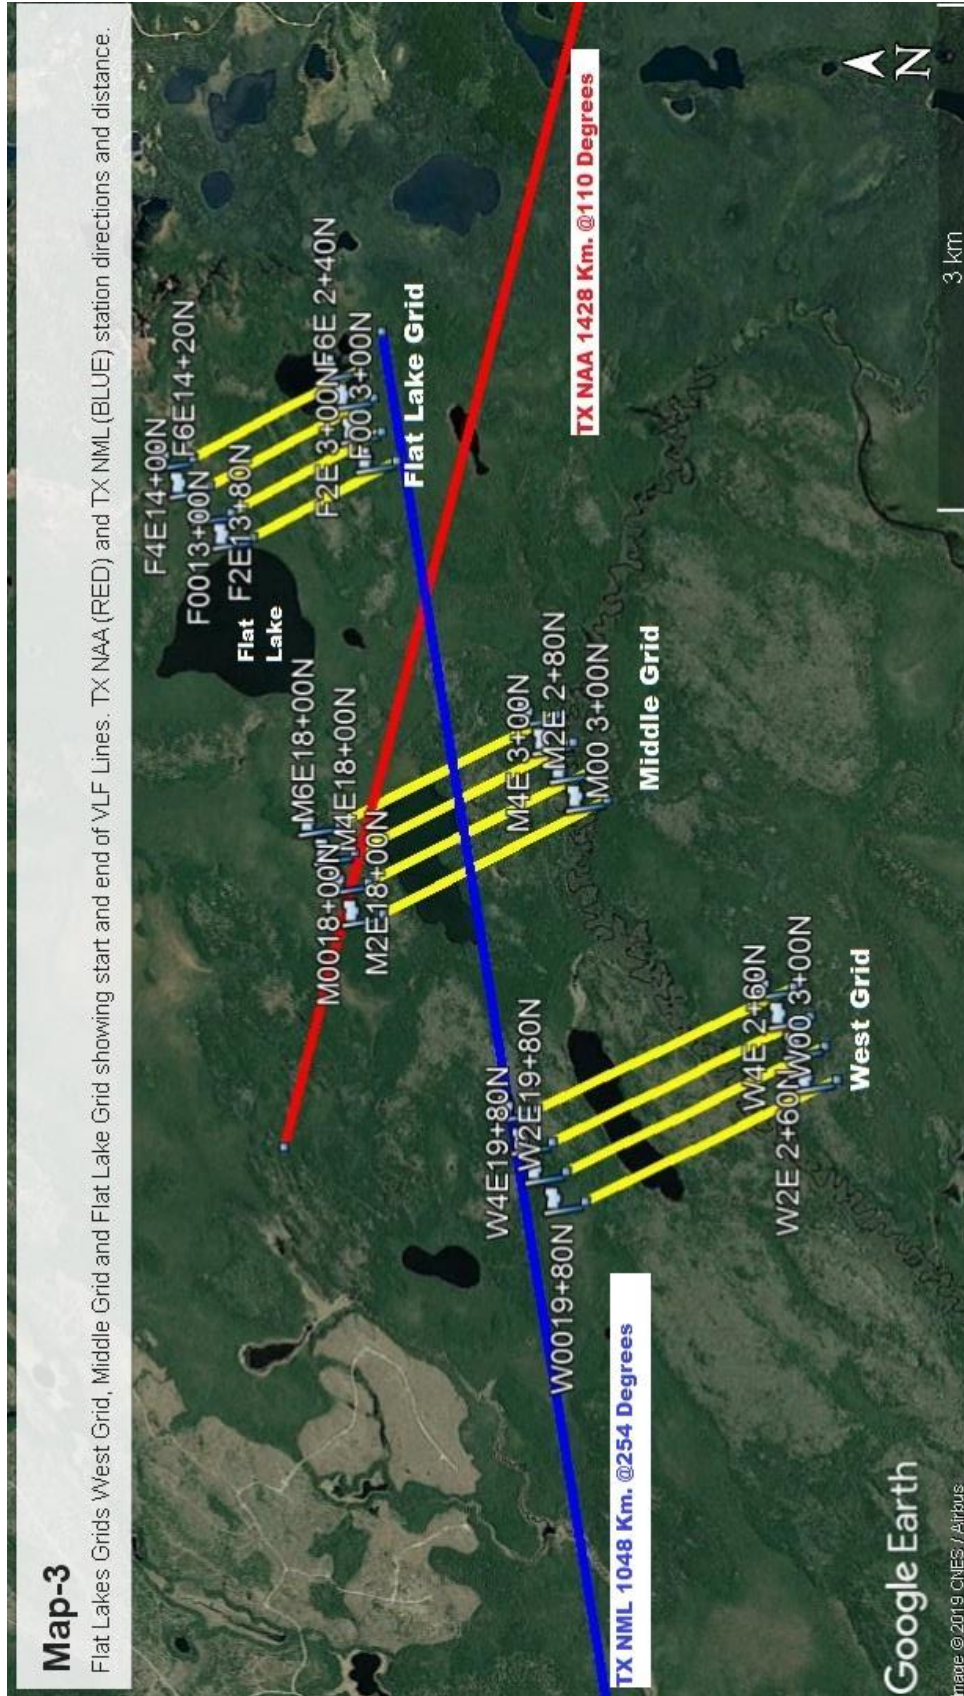 Map-3
Flat Lakes Grids West Grid, Middle Grid and Flat Lake Grid showing start and end of VLF Lines. TX NAA (RED) and TX NML (BLUE) station directions and distance.
F4E14+00N
F6E14+20N
F0013+00N
F2E13+80N
Flat
Lake
F6E 2+40N
F2E 3+00N
F00 3+00N
Flat Lake Grid
M6E18+00N
M4E18+00N
M0018+00N
M2E18+00N
TX NAA 1428 Km. @110 Degrees
M4E 3+00N
M2E 2+80N
M00 3+00N
Middle Grid
W4E19+80N
W2E19+80N
W0019+80N
W4E 2+60N
W00 3+00N
W2E 2+60N
West Grid
TX NML 1048 Km. @254 Degrees
N
3 km
Google Earth
Image © 2019 CNES / Airbus